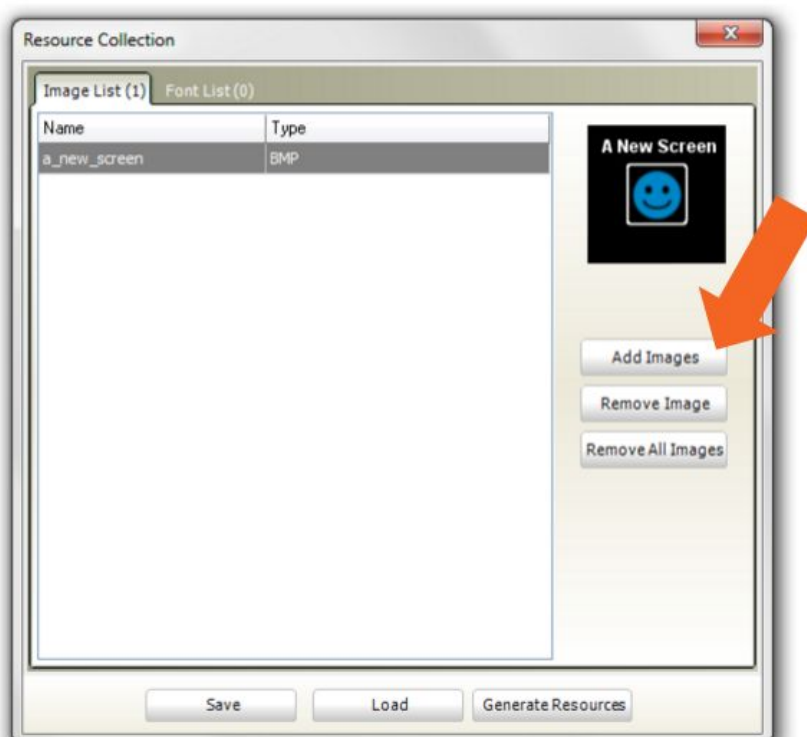 Resource Collection
Image List (1) Font List (0)
Name Type
a_new_screen BMP
A New Screen
Add Images
Remove Image
Remove All Images
Save Load Generate Resources